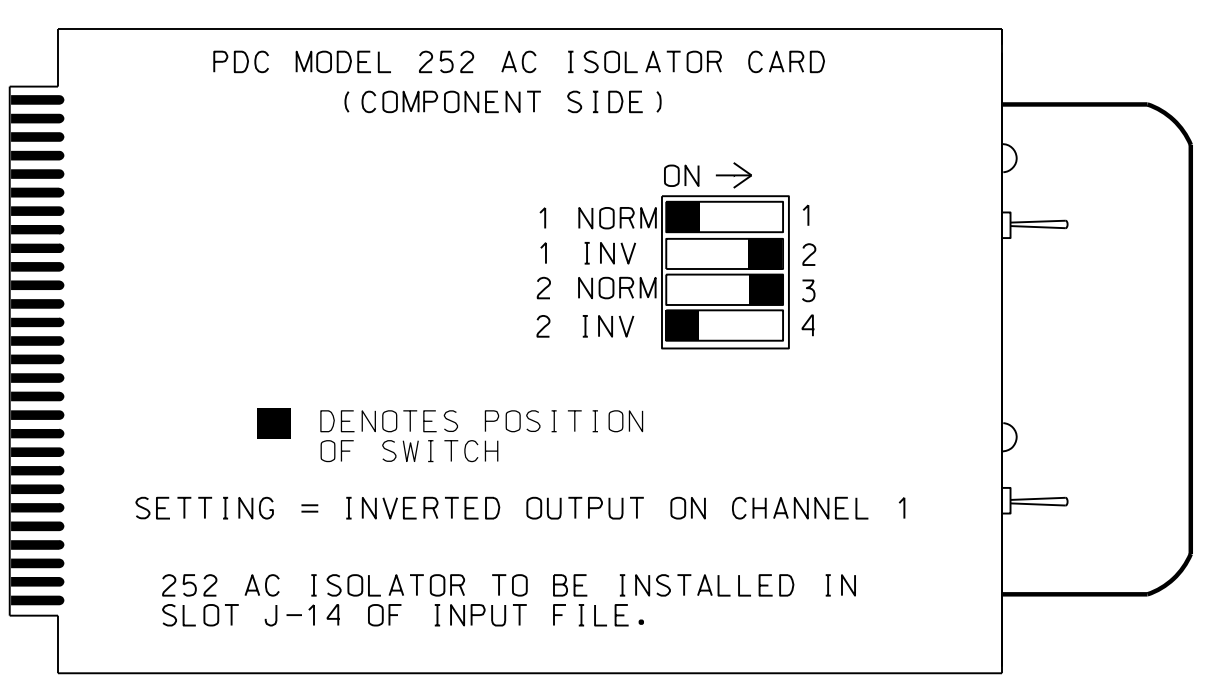 PDC MODEL 252 AC ISOLATOR CARD
(COMPONENT SIDE)
ON →
1 NORM 1
1 INV 2
2 NORM 3
2 INV 4
DENOTES POSITION
OF SWITCH
SETTING = INVERTED OUTPUT ON CHANNEL 1
252 AC ISOLATOR TO BE INSTALLED IN
SLOT J-14 OF INPUT FILE.